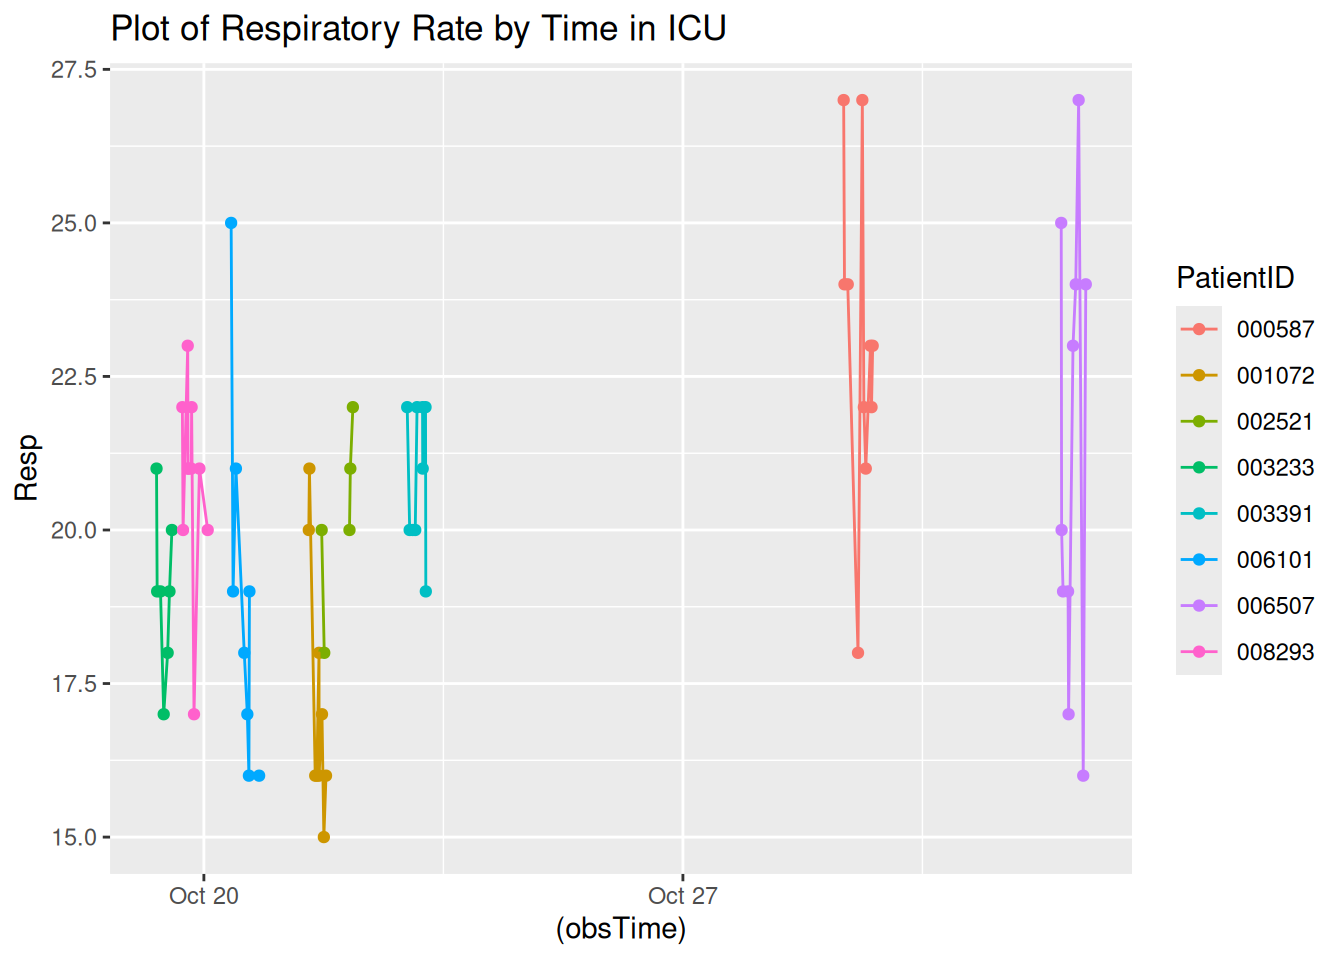 Plot of Respiratory Rate by Time in ICU
27.5
25.0
22.5
20.0
17.5
15.0
Resp
Oct 20
Oct 27
(obsTime)
PatientID
000587
001072
002521
003233
003391
006101
006507
008293